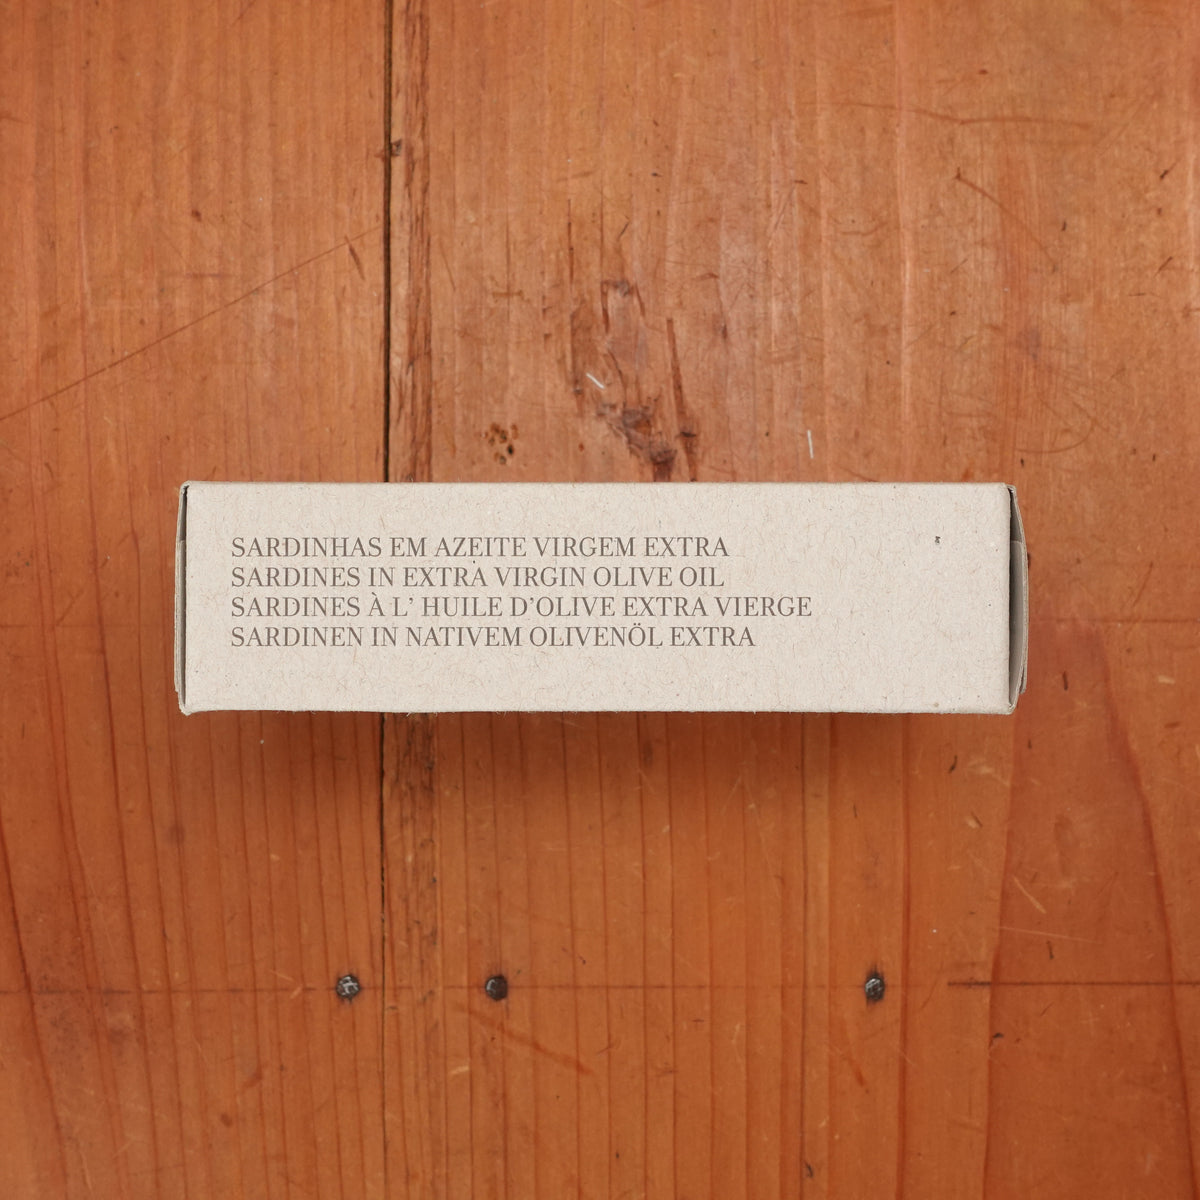 SARDINHAS EM AZEITE VIRGEM EXTRA
SARDINES IN EXTRA VIRGIN OLIVE OIL
SARDINES À L’ HUILE D’OLIVE EXTRA VIERGE
SARDINEN IN NATIVEM OLIVENÖL EXTRA